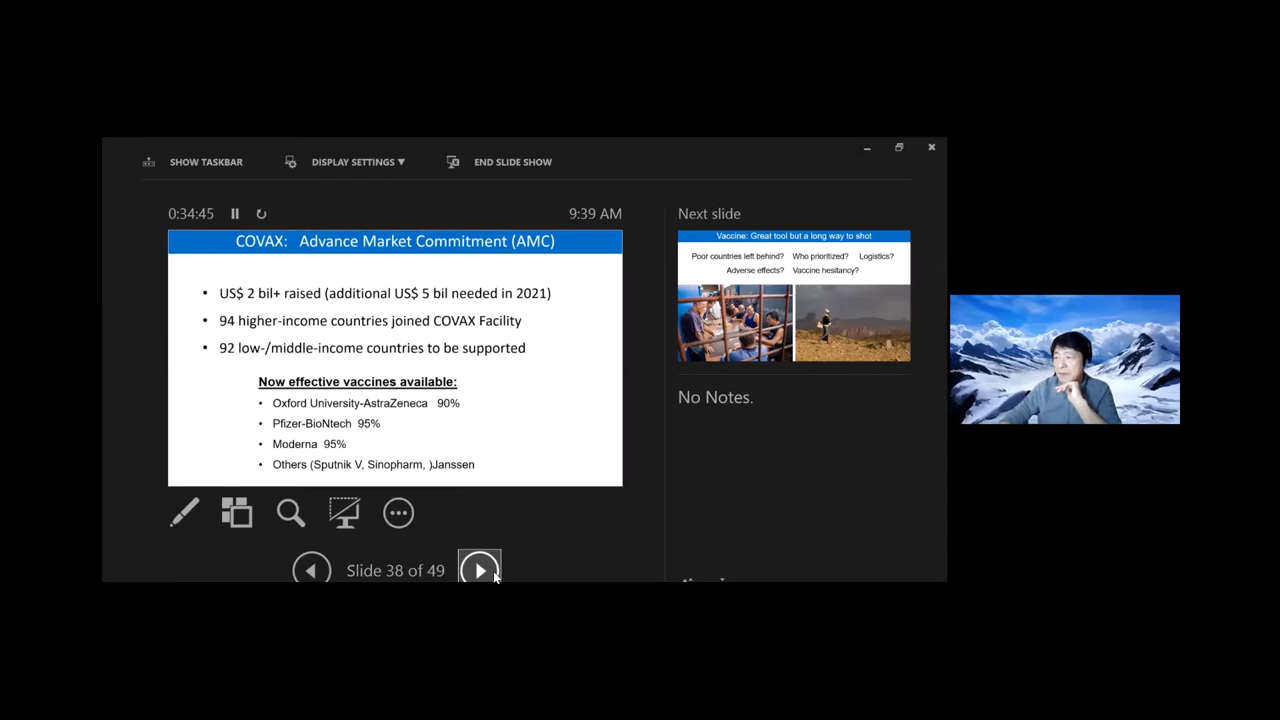 SHOW TASKBAR
DISPLAY SETTINGS ▼
END SLIDE SHOW
0:34:45
9:39 AM
COVAX: Advance Market Commitment (AMC)
• US$ 2 bil+ raised (additional US$ 5 bil needed in 2021)
• 94 higher-income countries joined COVAX Facility
• 92 low-/middle-income countries to be supported
Now effective vaccines available:
• Oxford University-AstraZeneca 90%
• Pfizer-BioNtech 95%
• Moderna 95%
• Others (Sputnik V, Sinopharm, )Janssen
Slide 38 of 49
Next slide
Vaccine: Great tool but a long way to shot
Poor countries left behind? Who prioritized? Logistics?
Adverse effects? Vaccine hesitancy?
No Notes.